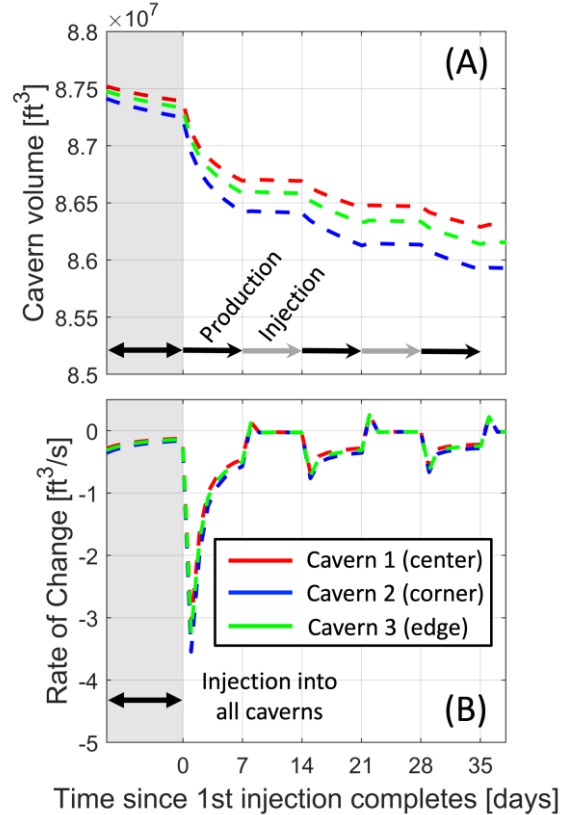 ×10⁷
(A)
8.8
8.75
8.7
8.65
8.6
8.55
8.5
Cavern volume [ft³]
Production
Injection
0
-1
-2
-3
-4
-5
Rate of Change [ft³/s]
Cavern 1 (center)
Cavern 2 (corner)
Cavern 3 (edge)
Injection into
all caverns
(B)
0 7 14 21 28 35
Time since 1st injection completes [days]